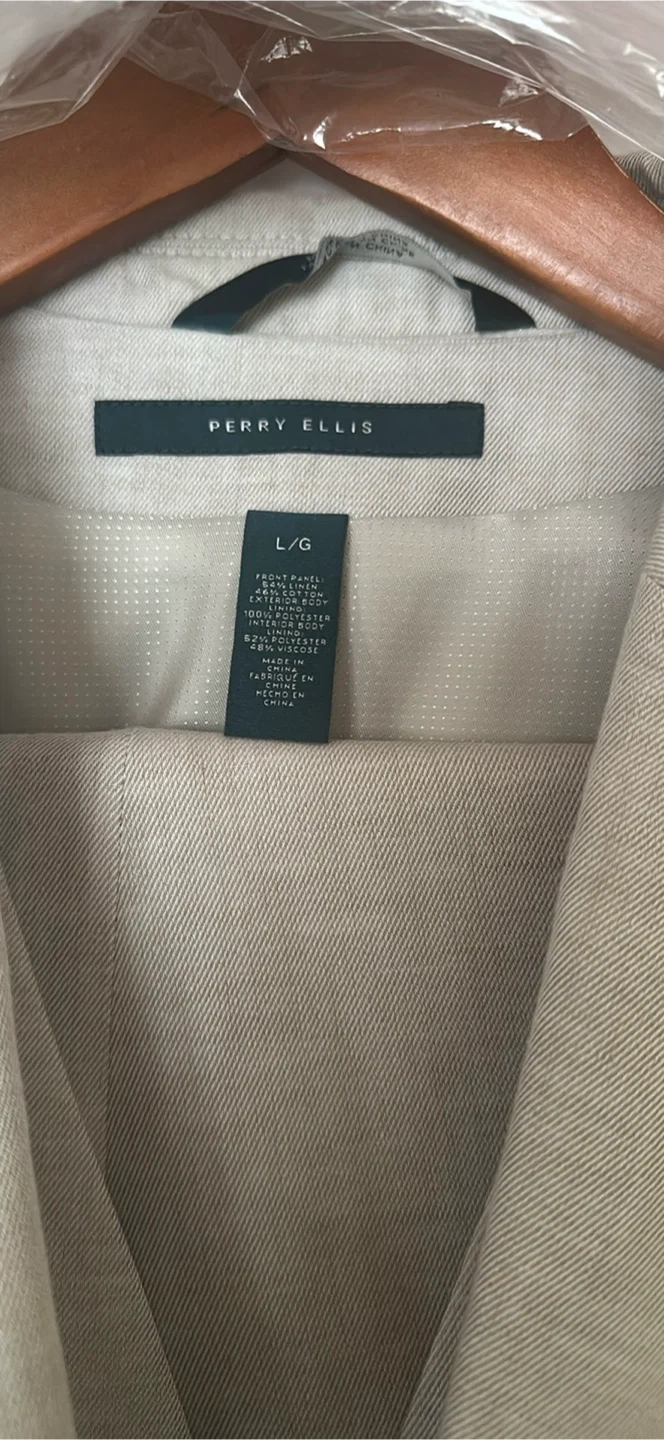 PERRY ELLIS
L/G
FRONT PANEL:
54% LINEN
46% COTTON
EXTERIOR BODY
LINING:
100% POLYESTER
INTERIOR BODY
LINING:
52% POLYESTER
48% VISCOSE
MADE IN
CHINA
FABRIQUÉ EN
CHINE
HECHO EN
CHINA